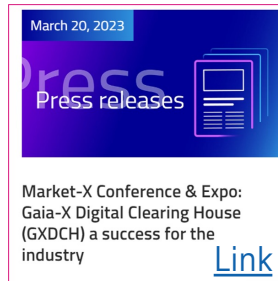 March 20, 2023
Press
Press releases
Market-X Conference & Expo:
Gaia-X Digital Clearing House
(GXDCH) a success for the
industry
Link